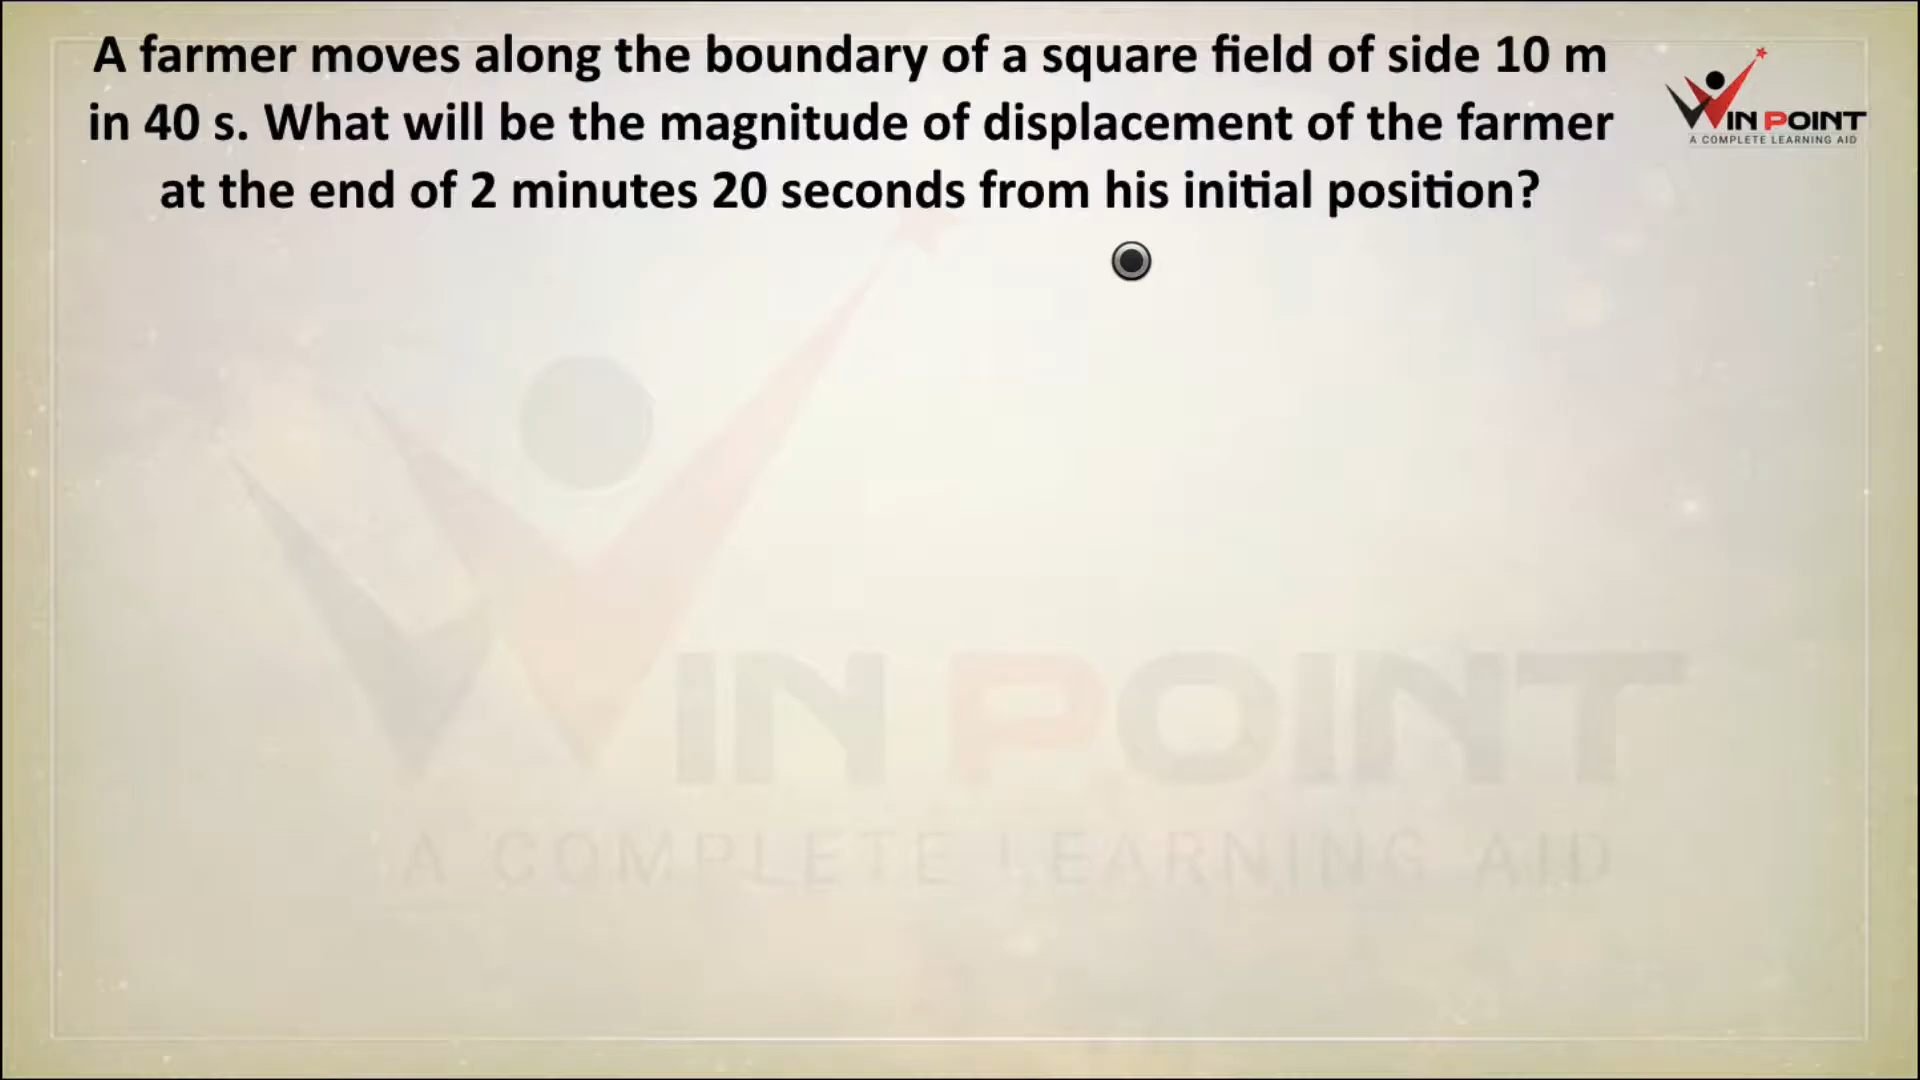 A farmer moves along the boundary of a square field of side 10 m
in 40 s. What will be the magnitude of displacement of the farmer
at the end of 2 minutes 20 seconds from his initial position?
WIN POINT
A COMPLETE LEARNING AID
WIN POINT
A COMPLETE LEARNING AID